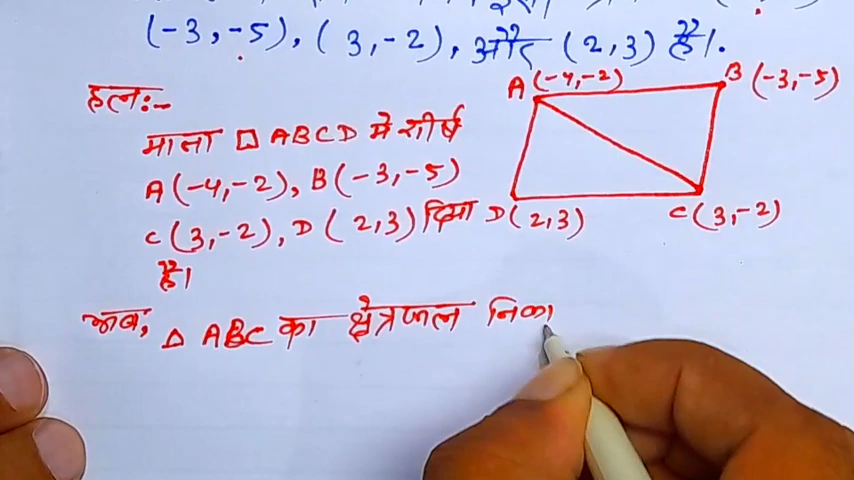 (-3,-5), (3,-2), और (2,3) हैं।
हल:-
A(-4,-2)
B(-3,-5)
माना □ABCD में शीर्ष
A(-4,-2), B(-3,-5)
C(3,-2), D(2,3) दिया
हैं।
D(2,3)
C(3,-2)
अब, △ ABC का क्षेत्रफल निका